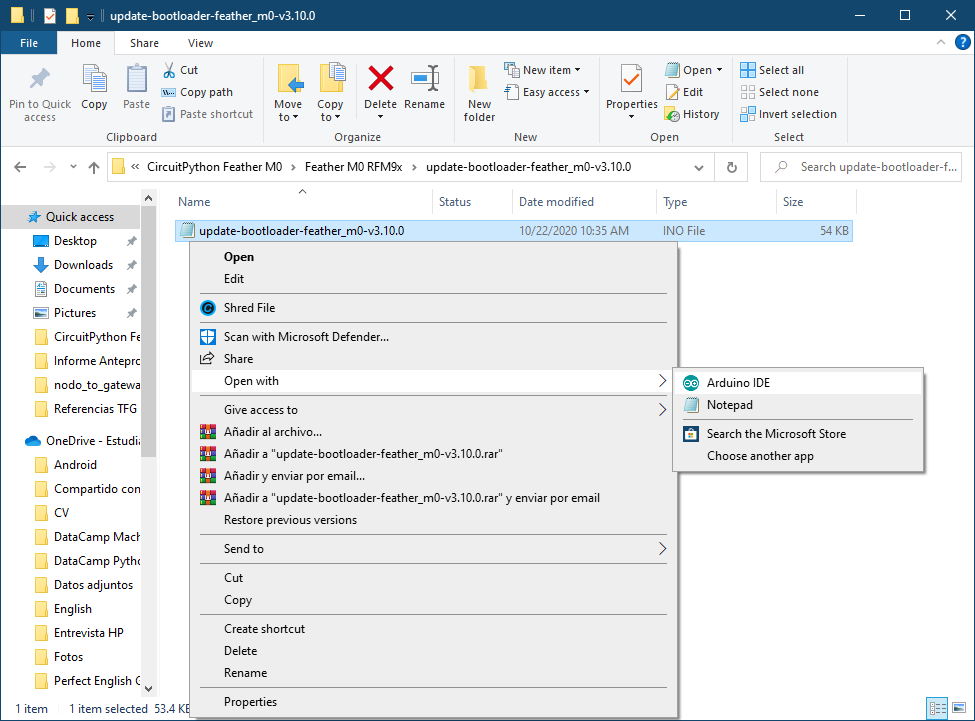 update-bootloader-feather_m0-v3.10.0
File Home Share View
Pin to Quick access
Copy
Paste
Cut
Copy path
Paste shortcut
Clipboard
Move to
Copy to
Delete
Rename
Organize
New folder
New item
Easy access
New
Properties
Open
Edit
History
Open
Select all
Select none
Invert selection
Select
« CircuitPython Feather M0 › Feather M0 RFM9x › update-bootloader-feather_m0-v3.10.0
Search update-bootloader-f...
Name Status Date modified Type Size
update-bootloader-feather_m0-v3.10.0 10/22/2020 10:35 AM INO File 54 KB
Quick access
Desktop
Downloads
Documents
Pictures
CircuitPython Fe
Informe Antepro
nodo_to_gatewa
Referencias TFG
OneDrive - Estudia
Android
Compartido con
CV
DataCamp Mach
DataCamp Pytho
Datos adjuntos
English
Entrevista HP
Fotos
Perfect English G
Open
Edit
Shred File
Scan with Microsoft Defender...
Share
Open with
Give access to
Añadir al archivo...
Añadir a "update-bootloader-feather_m0-v3.10.0.rar"
Añadir y enviar por email...
Añadir a "update-bootloader-feather_m0-v3.10.0.rar" y enviar por email
Restore previous versions
Send to
Cut
Copy
Create shortcut
Delete
Rename
Properties
Arduino IDE
Notepad
Search the Microsoft Store
Choose another app
1 item 1 item selected 53.4 KB